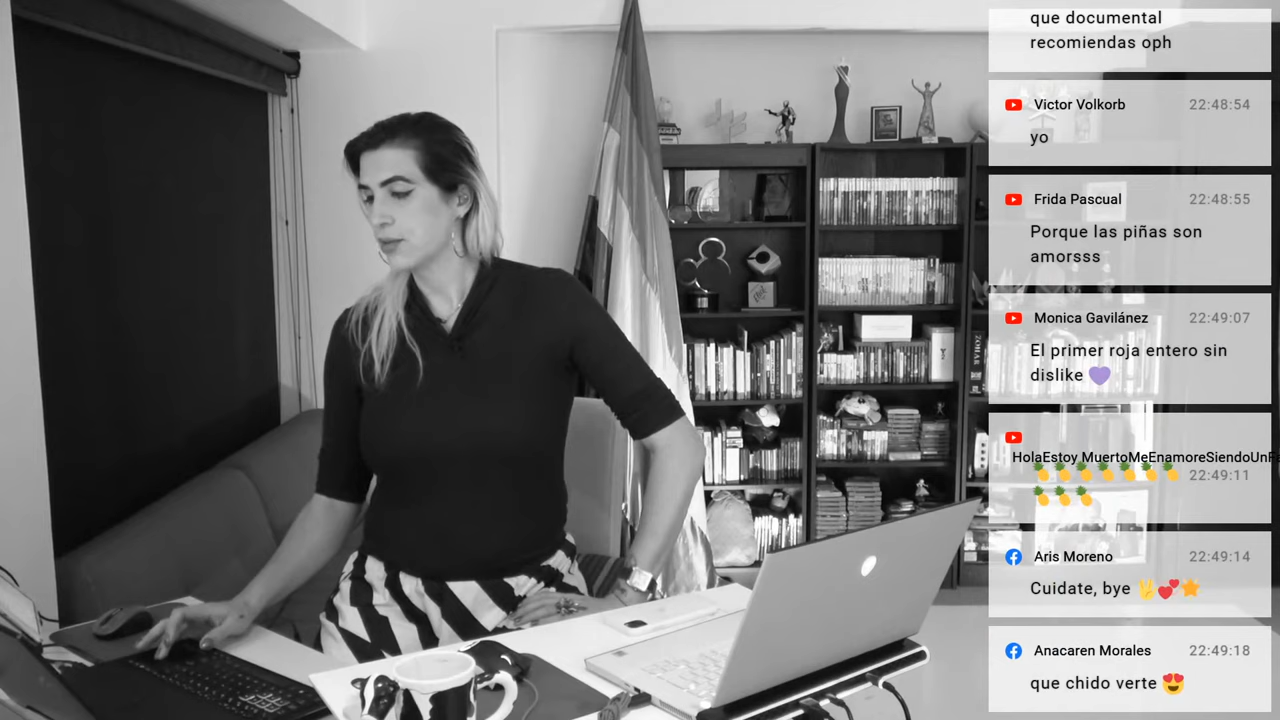 que documental
recomiendas oph
Victor Volkorb 22:48:54
yo
Frida Pascual 22:48:55
Porque las piñas son
amorsss
Monica Gavilánez 22:49:07
El primer roja entero sin
dislike 💜
HolaEstoy MuertoMeEnamoreSiendoUnF
🍍🍍🍍🍍🍍🍍🍍 22:49:11
🍍🍍🍍
Aris Moreno 22:49:14
Cuidate, bye ✌️💕⭐
Anacaren Morales 22:49:18
que chido verte 😍
ZOHAR